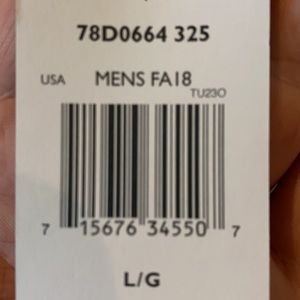 78D0664 325
USA MENS FA18
TU23O
7 15676 34550 7
L/G